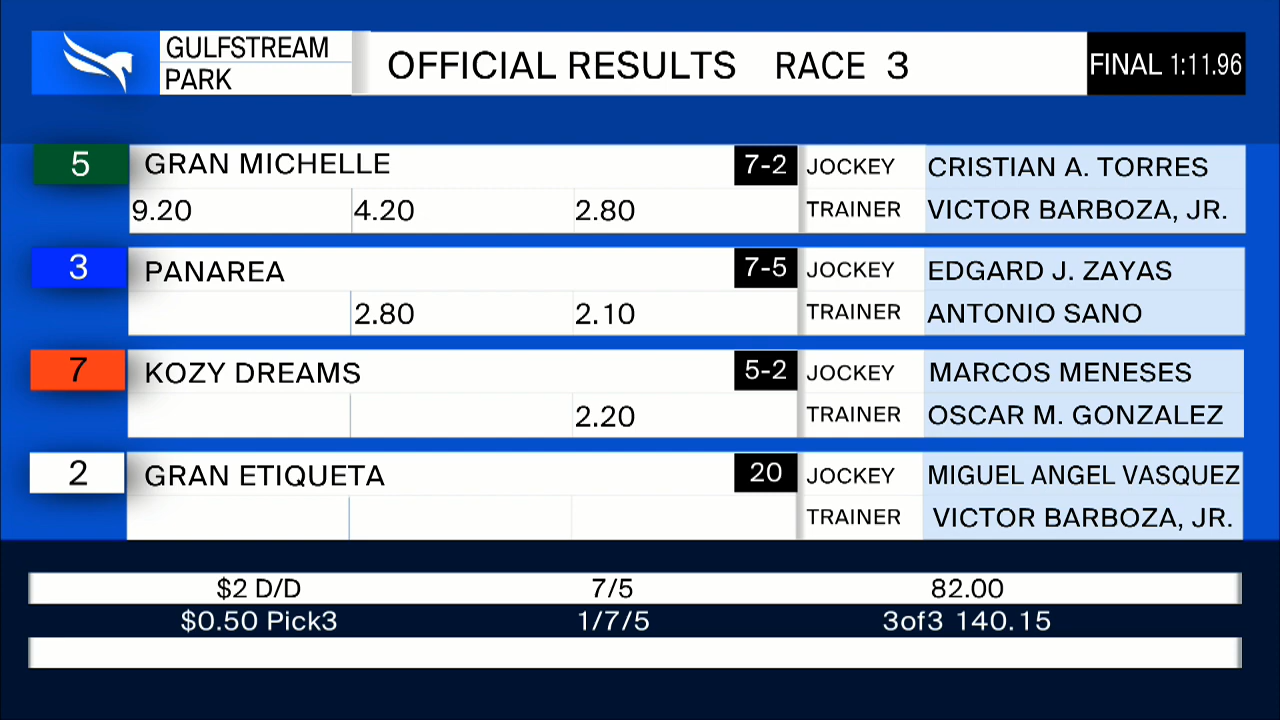 GULFSTREAM
PARK
OFFICIAL RESULTS RACE 3
FINAL 1:11.96
5 GRAN MICHELLE 7-2 JOCKEY CRISTIAN A. TORRES
9.20 4.20 2.80 TRAINER VICTOR BARBOZA, JR.
3 PANAREA 7-5 JOCKEY EDGARD J. ZAYAS
2.80 2.10 TRAINER ANTONIO SANO
7 KOZY DREAMS 5-2 JOCKEY MARCOS MENESES
2.20 TRAINER OSCAR M. GONZALEZ
2 GRAN ETIQUETA 20 JOCKEY MIGUEL ANGEL VASQUEZ
TRAINER VICTOR BARBOZA, JR.
$2 D/D 7/5 82.00
$0.50 Pick3 1/7/5 3of3 140.15